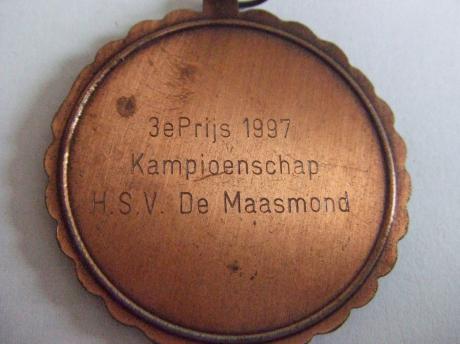 3ePrijs 1997
Kampioenschap
H.S.V. De Maasmond